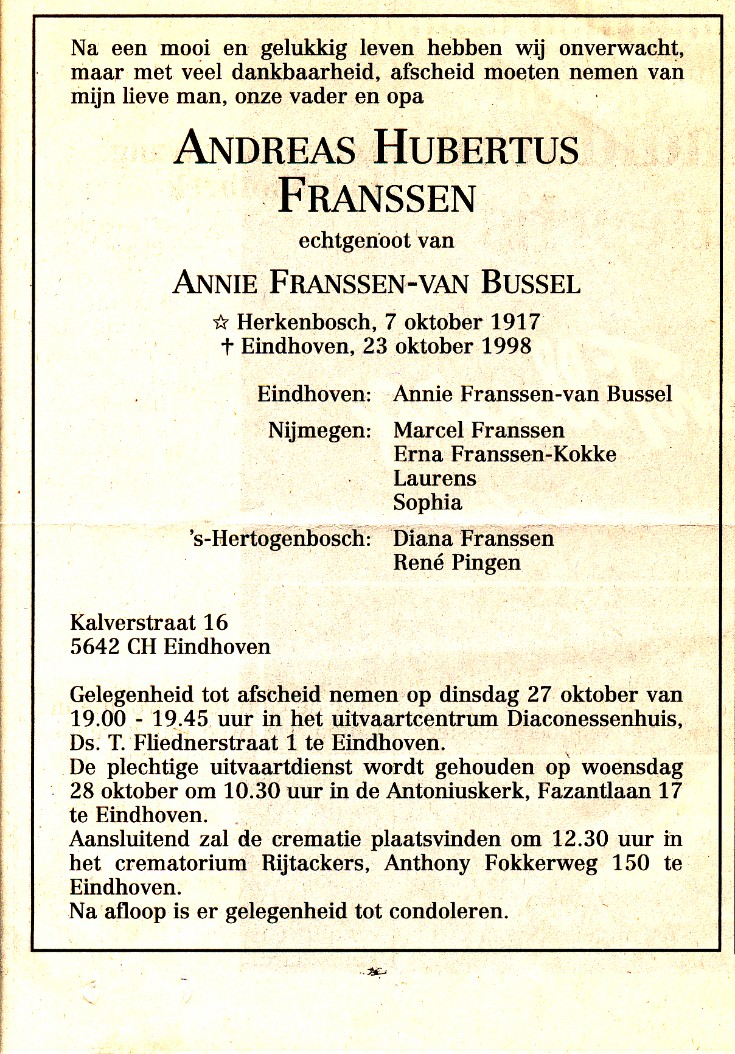 Na een mooi en gelukkig leven hebben wij onverwacht,
maar met veel dankbaarheid, afscheid moeten nemen van
mijn lieve man, onze vader en opa
ANDREAS HUBERTUS
FRANSSEN
echtgenoot van
ANNIE FRANSSEN-VAN BUSSEL
☆ Herkenbosch, 7 oktober 1917
† Eindhoven, 23 oktober 1998
Eindhoven: Annie Franssen-van Bussel
Nijmegen: Marcel Franssen
Erna Franssen-Kokke
Laurens
Sophia
's-Hertogenbosch: Diana Franssen
René Pingen
Kalverstraat 16
5642 CH Eindhoven
Gelegenheid tot afscheid nemen op dinsdag 27 oktober van
19.00 - 19.45 uur in het uitvaartcentrum Diaconessenhuis,
Ds. T. Fliednerstraat 1 te Eindhoven.
De plechtige uitvaartdienst wordt gehouden op woensdag
28 oktober om 10.30 uur in de Antoniuskerk, Fazantlaan 17
te Eindhoven.
Aansluitend zal de crematie plaatsvinden om 12.30 uur in
het crematorium Rijtackers, Anthony Fokkerweg 150 te
Eindhoven.
Na afloop is er gelegenheid tot condoleren.